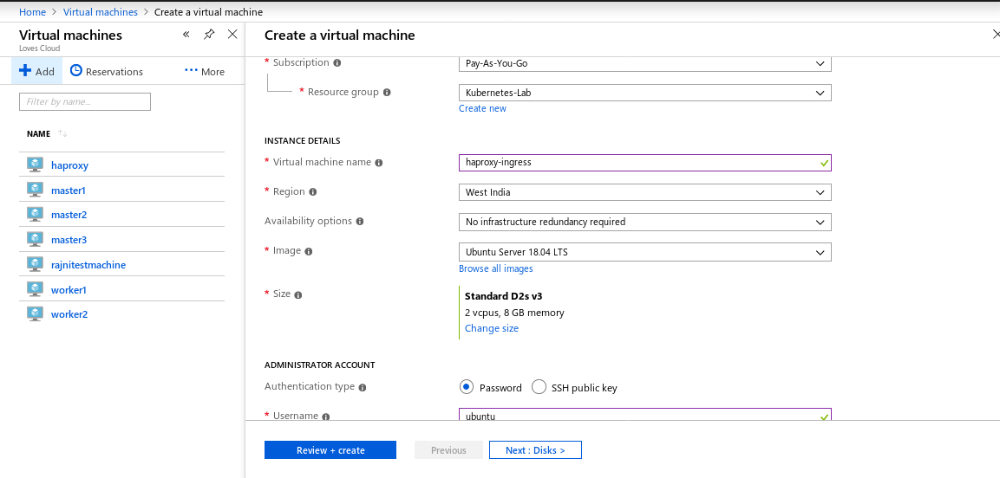 Home > Virtual machines > Create a virtual machine
Virtual machines
Loves Cloud
Add Reservations More
Filter by name...
NAME
haproxy
master1
master2
master3
rajnitestmachine
worker1
worker2
Create a virtual machine
* Subscription Pay-As-You-Go
* Resource group Kubernetes-Lab
Create new
INSTANCE DETAILS
* Virtual machine name haproxy-ingress
* Region West India
Availability options No infrastructure redundancy required
* Image Ubuntu Server 18.04 LTS
Browse all images
* Size Standard D2s v3
2 vcpus, 8 GB memory
Change size
ADMINISTRATOR ACCOUNT
Authentication type Password SSH public key
* Username ubuntu
Review + create Previous Next : Disks >